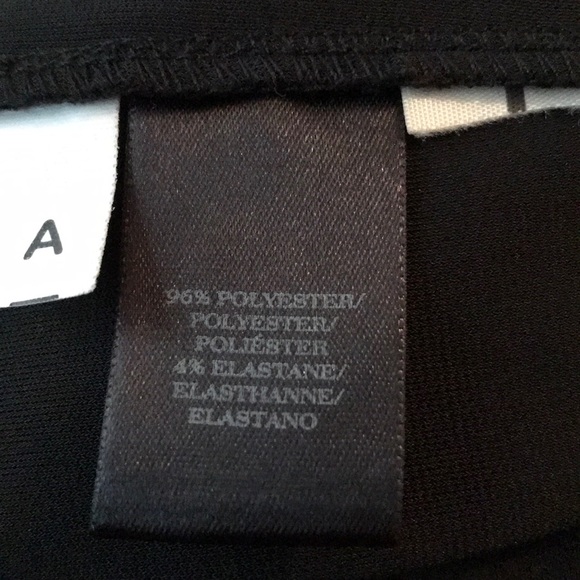 A
96% POLYESTER/
POLYESTER/
POLIÉSTER
4% ELASTANE/
ELASTHANNE/
ELASTANO